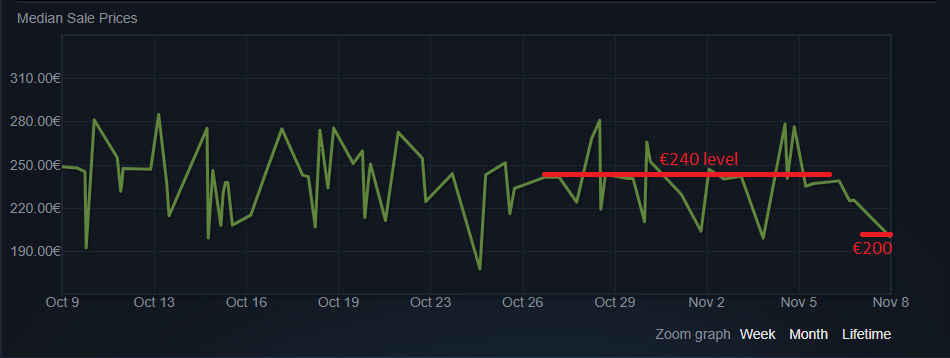 Median Sale Prices
310.00€
280.00€
250.00€
220.00€
190.00€
€240 level
€200
Oct 9 Oct 13 Oct 16 Oct 19 Oct 23 Oct 26 Oct 29 Nov 2 Nov 5 Nov 8
Zoom graph Week Month Lifetime